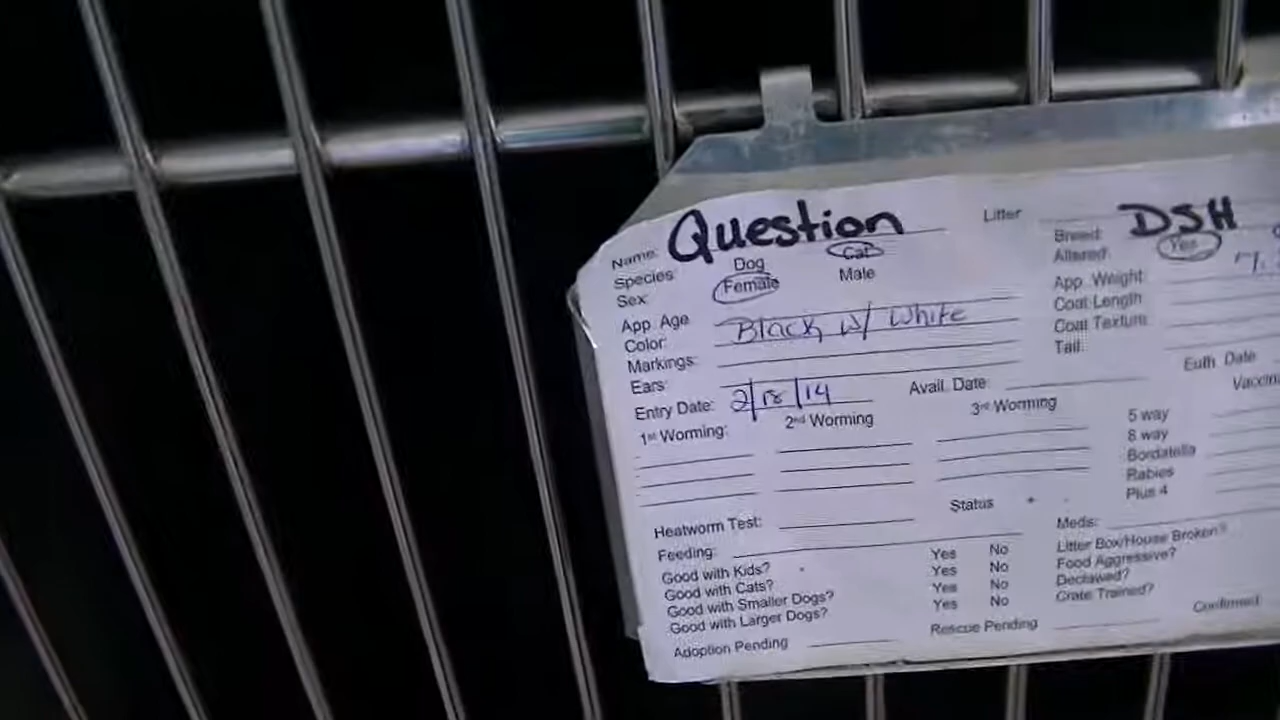 Name: Question Litter
Breed: DSH
Species: Dog Cat
Altered: Yes
Sex: Female Male
App. Weight:
App. Age
Coat Length
Color: Black w/ White
Coat Texture:
Markings:
Tail:
Ears:
Euth Date
Entry Date: 2/18/14 Avail. Date:
1st Worming: 2nd Worming 3rd Worming
5 way
8 way
Bordatella
Rabies
Plus 4
Heatworm Test: Status
Meds:
Feeding:
Litter Box/House Broken?
Good with Kids? Yes No
Food Aggressive?
Good with Cats? Yes No
Declawed?
Good with Smaller Dogs? Yes No
Crate Trained?
Good with Larger Dogs? Yes No
Confirmed
Adoption Pending Rescue Pending